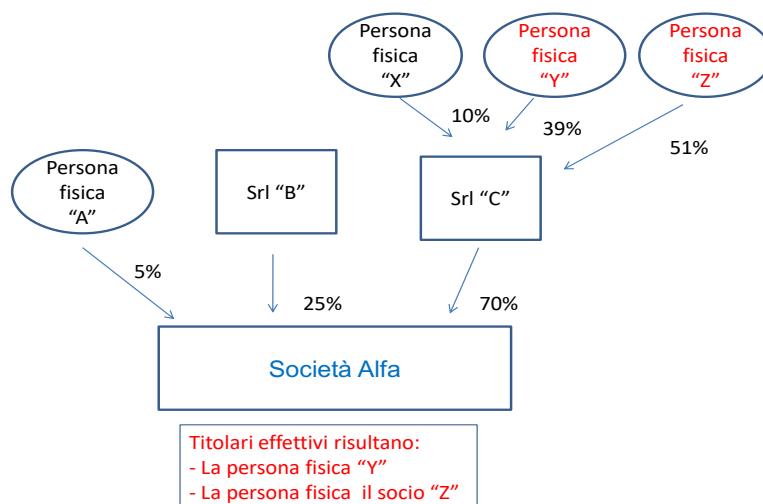 Persona
fisica
“X”
Persona
fisica
“Y”
Persona
fisica
“Z”
10%
39%
51%
Persona
fisica
“A”
Srl “B”
Srl “C”
5%
25%
70%
Società Alfa
Titolari effettivi risultano:
- La persona fisica “Y”
- La persona fisica  il socio “Z”